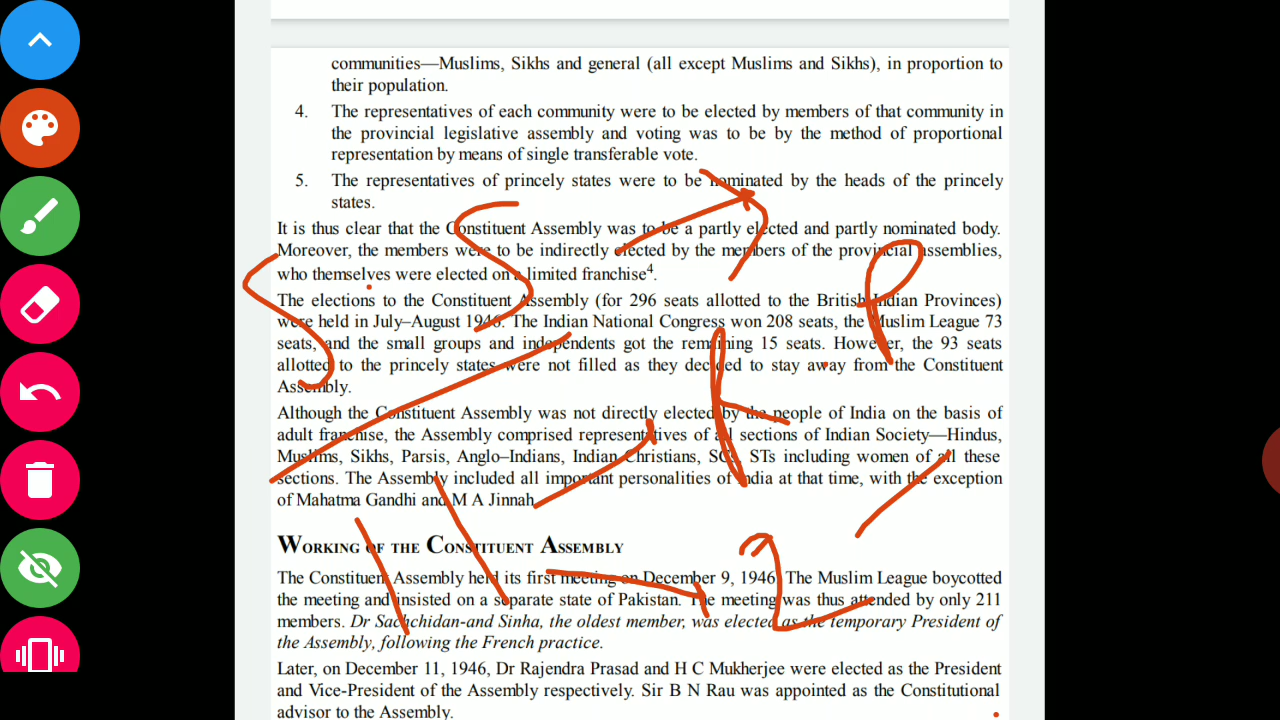 communities—Muslims, Sikhs and general (all except Muslims and Sikhs), in proportion to
their population.
4. The representatives of each community were to be elected by members of that community in
the provincial legislative assembly and voting was to be by the method of proportional
representation by means of single transferable vote.
5. The representatives of princely states were to be nominated by the heads of the princely
states.
It is thus clear that the Constituent Assembly was to be a partly elected and partly nominated body.
Moreover, the members were to be indirectly elected by the members of the provincial assemblies,
who themselves were elected on a limited franchise4.
The elections to the Constituent Assembly (for 296 seats allotted to the British Indian Provinces)
were held in July–August 1946. The Indian National Congress won 208 seats, the Muslim League 73
seats, and the small groups and independents got the remaining 15 seats. However, the 93 seats
allotted to the princely states were not filled as they decided to stay away from the Constituent
Assembly.
Although the Constituent Assembly was not directly elected by the people of India on the basis of
adult franchise, the Assembly comprised representatives of all sections of Indian Society—Hindus,
Muslims, Sikhs, Parsis, Anglo–Indians, Indian Christians, SCs, STs including women of all these
sections. The Assembly included all important personalities of India at that time, with the exception
of Mahatma Gandhi and M A Jinnah.
WORKING OF THE CONSTITUENT ASSEMBLY
The Constituent Assembly held its first meeting on December 9, 1946. The Muslim League boycotted
the meeting and insisted on a separate state of Pakistan. The meeting was thus attended by only 211
members. Dr Sachchidan-and Sinha, the oldest member, was elected as the temporary President of
the Assembly, following the French practice.
Later, on December 11, 1946, Dr Rajendra Prasad and H C Mukherjee were elected as the President
and Vice-President of the Assembly respectively. Sir B N Rau was appointed as the Constitutional
advisor to the Assembly.